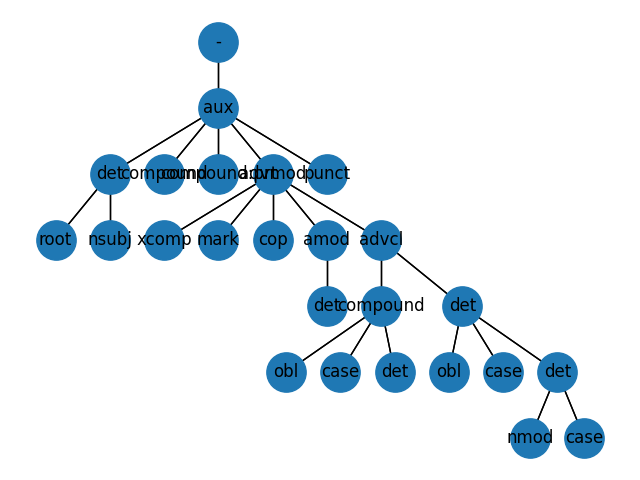 -
aux
det compound compound:prt advmod punct
root nsubj xcomp mark cop amod advcl
det compound det
obl case det obl case det
nmod case